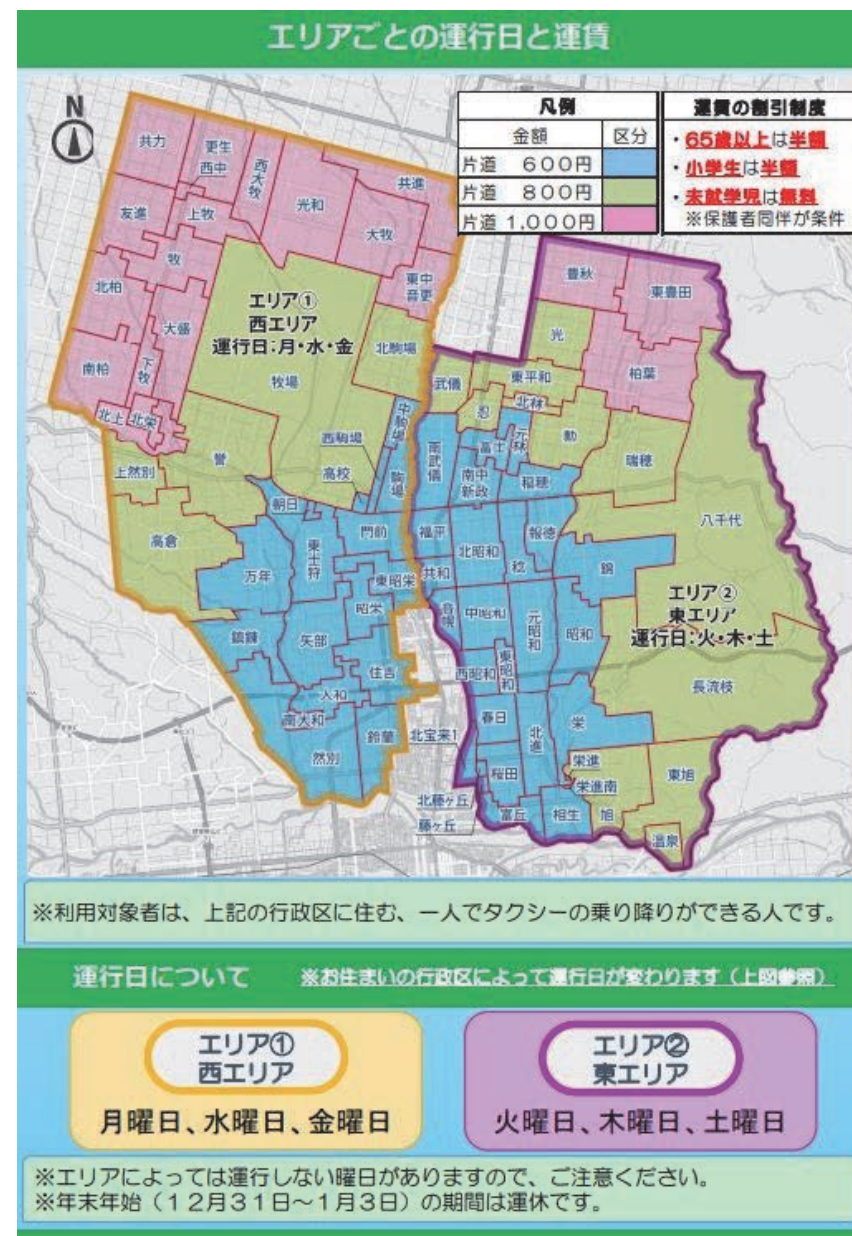 エリアごとの運行日と運賃
N
凡例
金額 区分
片道 600円
片道 800円
片道 1,000円
運賃の割引制度
・65歳以上は半額
・小学生は半額
・未就学児は無料
※保護者同伴が条件
共力
更生
西中
西大牧
光和
共進
友進
上牧
大牧
牧
東中
音更
北柏
大盛
エリア①
西エリア
運行日:月・水・金
北駒場
牧場
南柏
下牧
北上
北栄
誉
西駒場
中駒場
高校
駒場
上然別
朝日
高倉
門前
東士狩
万年
東昭栄
昭栄
鎮錬
矢部
住吉
人和
南大和
鈴蘭
然別
豊秋
東豊田
光
柏葉
武儀
東平和
北林
忍
勤
元林
富士
南武儀
南中
新政
稲穂
瑞穂
八千代
福平
北昭和
報徳
稔
共和
錦
エリア②
東エリア
運行日:火・木・土
音幌
中昭和
元昭和
昭和
西昭和
東昭和
長流枝
春日
北進
栄
北宝来1
桜田
栄進
栄進南
東旭
北藤ヶ丘
藤ヶ丘
富丘
相生
旭
温泉
※利用対象者は、上記の行政区に住む、一人でタクシーの乗り降りができる人です。
運行日について ※お住まいの行政区によって運行日が変わります（上図参照）
エリア①
西エリア
月曜日、水曜日、金曜日
エリア②
東エリア
火曜日、木曜日、土曜日
※エリアによっては運行しない曜日がありますので、ご注意ください。
※年末年始（12月31日～1月3日）の期間は運休です。